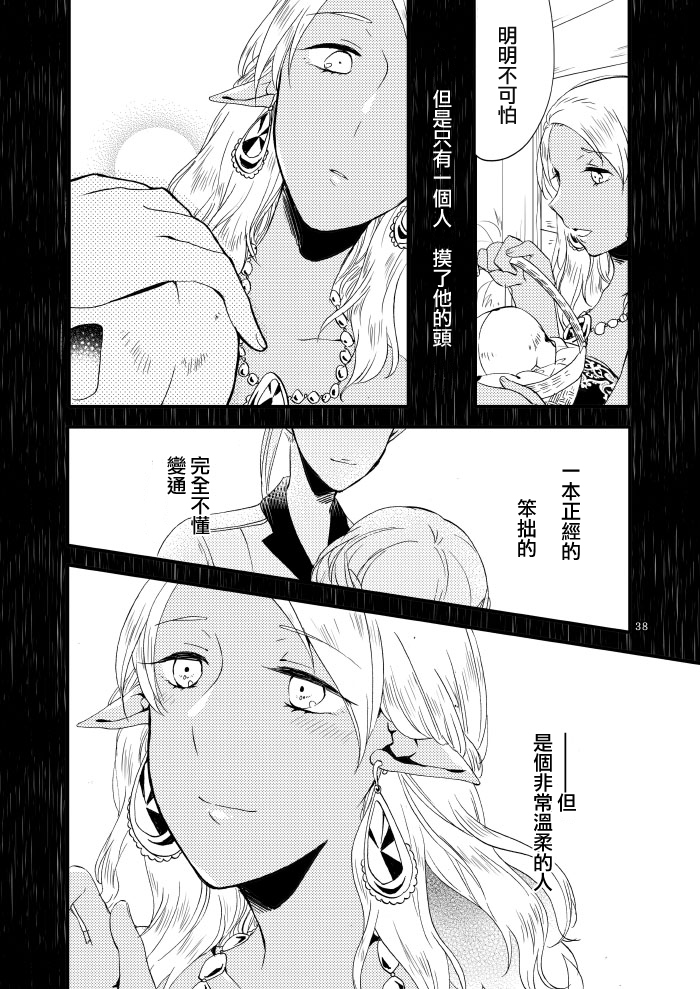 明明不可怕
但是只有一個人 摸了他的頭
一本正經的
笨拙的
完全不懂
變通
38
——但
是個非常溫柔的人